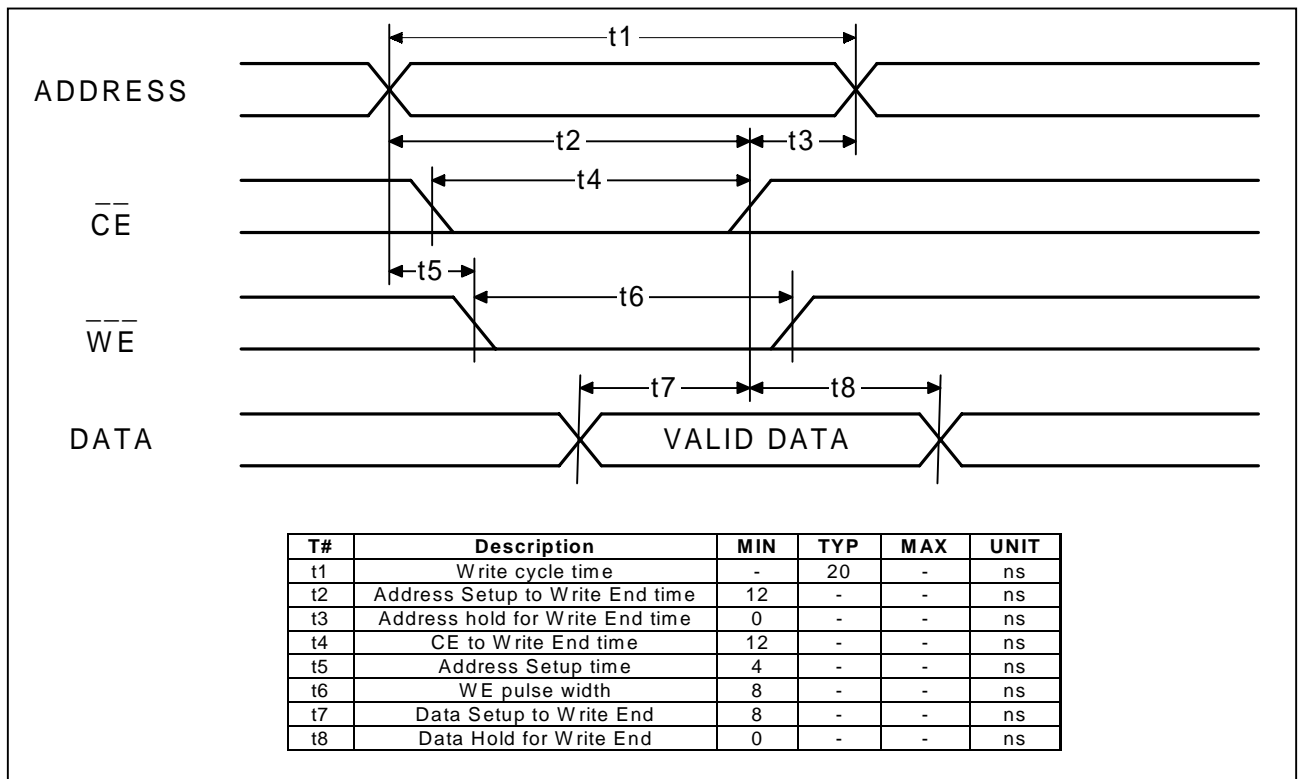 t1
ADDRESS
t2 t3
t4
CE
t5
t6
WE
t7 t8
DATA VALID DATA
T# Description MIN TYP MAX UNIT
t1 Write cycle time - 20 - ns
t2 Address Setup to Write End time 12 - - ns
t3 Address hold for Write End time 0 - - ns
t4 CE to Write End time 12 - - ns
t5 Address Setup time 4 - - ns
t6 WE pulse width 8 - - ns
t7 Data Setup to Write End 8 - - ns
t8 Data Hold for Write End 0 - - ns